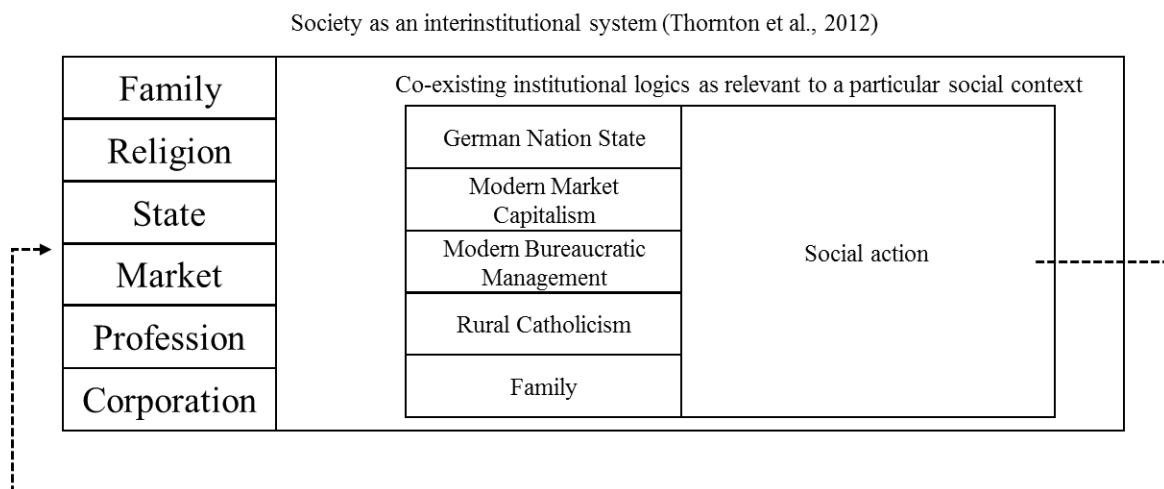 Society as an interinstitutional system (Thornton et al., 2012)
Family
Religion
State
Market
Profession
Corporation
Co-existing institutional logics as relevant to a particular social context
German Nation State
Modern Market
Capitalism
Modern Bureaucratic
Management
Rural Catholicism
Family
Social action